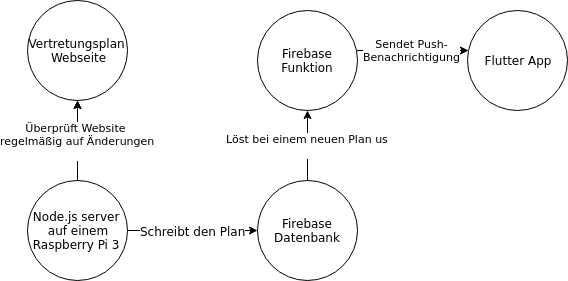 Vertretungsplan
Webseite
Firebase
Funktion
Sendet Push-
Benachrichtigung
Flutter App
Überprüft Website
regelmäßig auf Änderungen
Löst bei einem neuen Plan us
Node.js server
auf einem
Raspberry Pi 3
Schreibt den Plan
Firebase
Datenbank